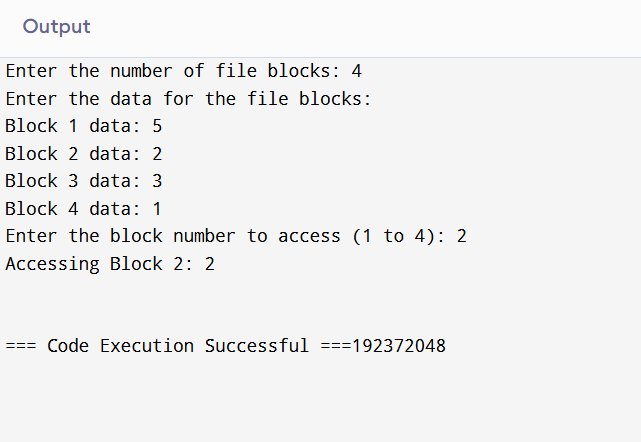 Output
Enter the number of file blocks: 4
Enter the data for the file blocks:
Block 1 data: 5
Block 2 data: 2
Block 3 data: 3
Block 4 data: 1
Enter the block number to access (1 to 4): 2
Accessing Block 2: 2
=== Code Execution Successful ===192372048